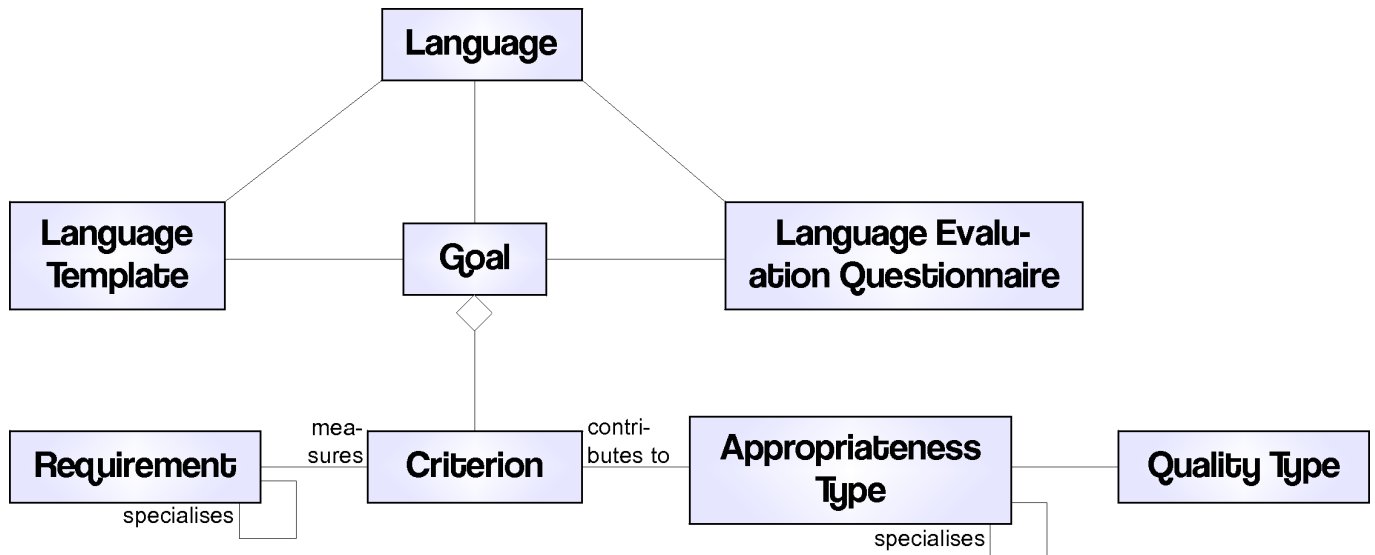 Language
Language
Template
Goal
Language Evalu-
ation Questionnaire
Requirement
specialises
mea-
sures
Criterion
contri-
butes to
Appropriateness
Type
specialises
Quality Type